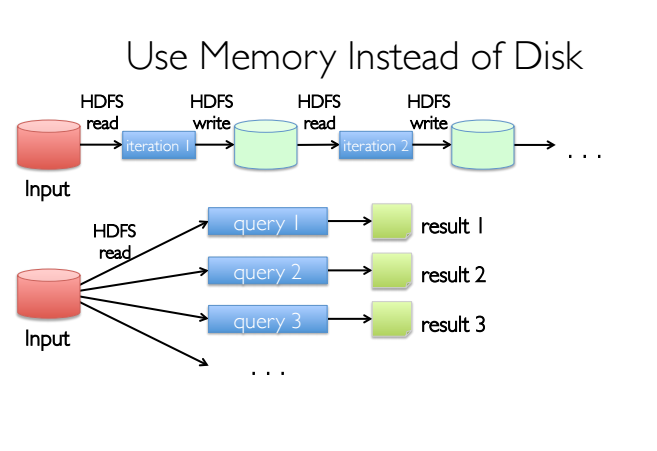 Use Memory Instead of Disk
HDFS
read
HDFS
write
HDFS
read
HDFS
write
iteration 1
iteration 2
. . .
Input
HDFS
read
query 1
result 1
query 2
result 2
query 3
result 3
Input
. . .